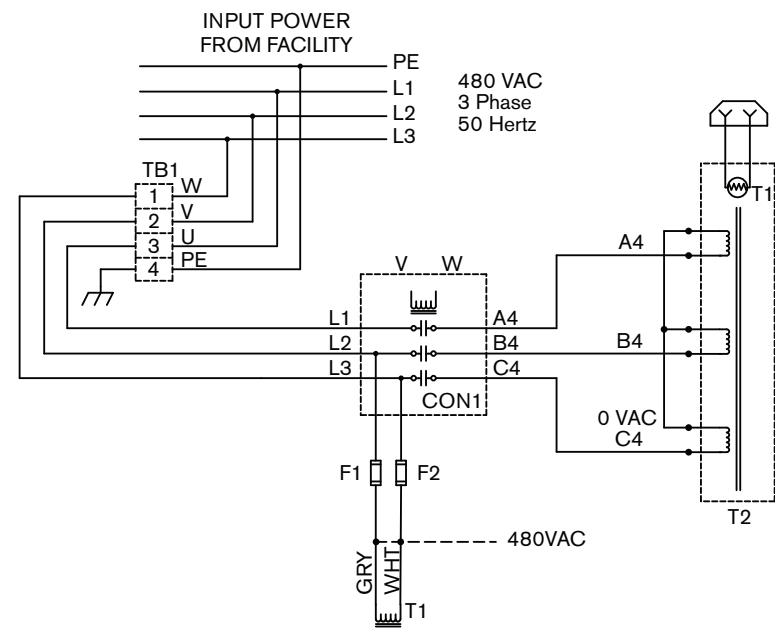 INPUT POWER
FROM FACILITY
PE
L1
L2
L3
480 VAC
3 Phase
50 Hertz
TB1
1
W
2
V
3
U
4
PE
T1
A4
V W
L1
A4
L2
B4
B4
L3
C4
CON1
0 VAC
C4
F1
F2
T2
480VAC
GRY
WHT
T1